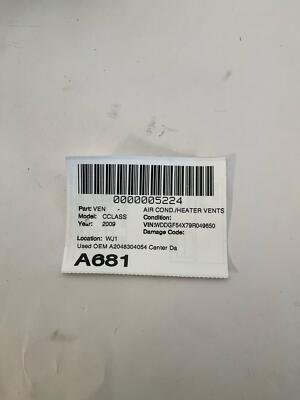 0000005224
Part: VEN - AIR COND./HEATER VENTS
Model: CCLASS Condition:
Year: 2009 VIN:WDDGF54X79R049650
Damage Code:
Location: WJ1
Used OEM A2048304054 Center Da
A681